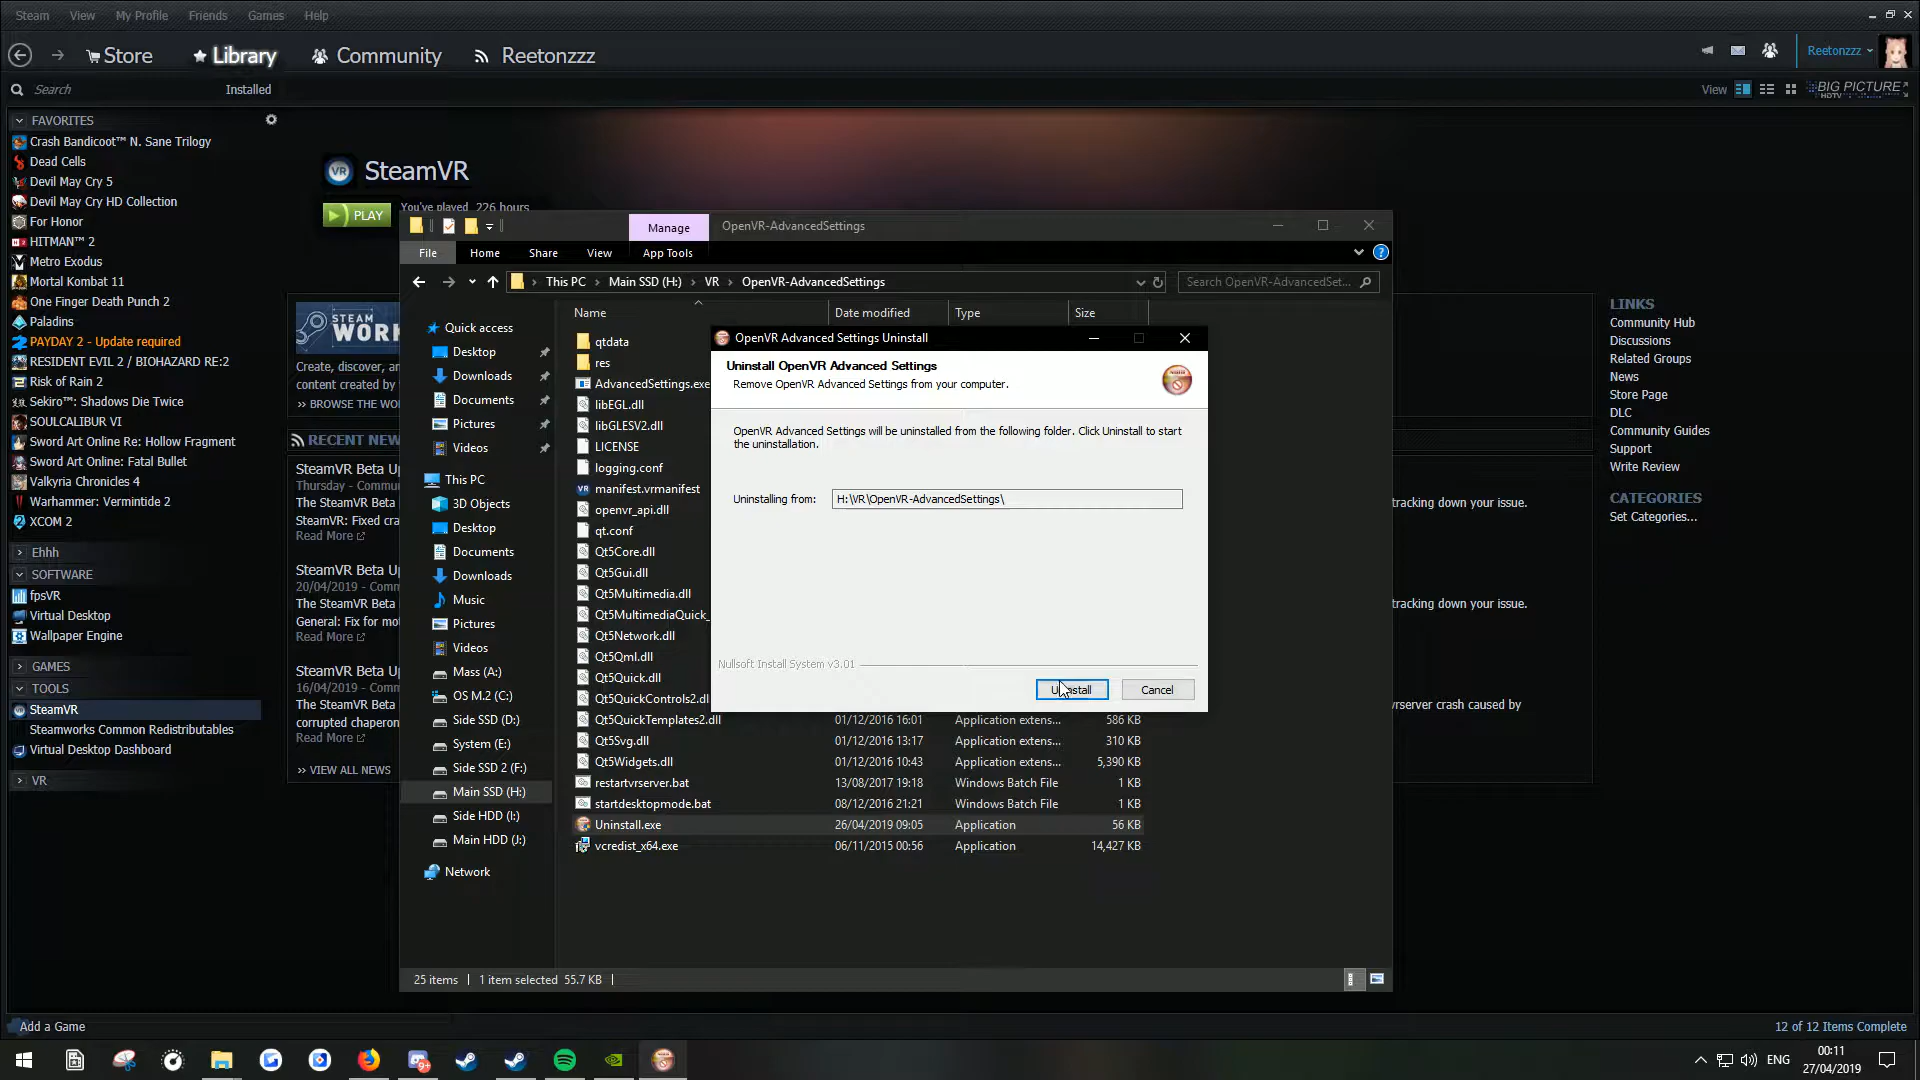 Steam View My Profile Friends Games Help
Store Library Community Reetonzzz
Reetonzzz
Search Installed
View BIG PICTURE
HDTV
FAVORITES
Crash Bandicoot™ N. Sane Trilogy
Dead Cells
Devil May Cry 5
Devil May Cry HD Collection
For Honor
HITMAN™ 2
Metro Exodus
Mortal Kombat 11
One Finger Death Punch 2
Paladins
PAYDAY 2 - Update required
RESIDENT EVIL 2 / BIOHAZARD RE:2
Risk of Rain 2
Sekiro™: Shadows Die Twice
SOULCALIBUR VI
Sword Art Online Re: Hollow Fragment
Sword Art Online: Fatal Bullet
Valkyria Chronicles 4
Warhammer: Vermintide 2
XCOM 2
Ehhh
SOFTWARE
fpsVR
Virtual Desktop
Wallpaper Engine
GAMES
TOOLS
SteamVR
Steamworks Common Redistributables
Virtual Desktop Dashboard
VR
VR SteamVR
PLAY You've played 226 hours
STEAM
WORK
Create, discover, an
content created by
» BROWSE THE WO
RECENT NEW
SteamVR Beta Up
Thursday - Commu
The SteamVR Beta
SteamVR: Fixed cra
Read More
SteamVR Beta Up
20/04/2019 - Comm
The SteamVR Beta
General: Fix for mo
Read More
SteamVR Beta Up
16/04/2019 - Comm
The SteamVR Beta
corrupted chaperon
Read More
» VIEW ALL NEWS
Manage OpenVR-AdvancedSettings
File Home Share View App Tools
This PC Main SSD (H:) VR OpenVR-AdvancedSettings
Search OpenVR-AdvancedSet...
Quick access
Desktop
Downloads
Documents
Pictures
Videos
This PC
3D Objects
Desktop
Documents
Downloads
Music
Pictures
Videos
Mass (A:)
OS M.2 (C:)
Side SSD (D:)
System (E:)
Side SSD 2 (F:)
Main SSD (H:)
Side HDD (I:)
Main HDD (J:)
Network
Name Date modified Type Size
qtdata
res
AdvancedSettings.exe
libEGL.dll
libGLESV2.dll
LICENSE
logging.conf
manifest.vrmanifest
openvr_api.dll
qt.conf
Qt5Core.dll
Qt5Gui.dll
Qt5Multimedia.dll
Qt5MultimediaQuick_
Qt5Network.dll
Qt5Qml.dll
Qt5Quick.dll
Qt5QuickControls2.dl
Qt5QuickTemplates2.dll 01/12/2016 16:01 Application extens... 586 KB
Qt5Svg.dll 01/12/2016 13:17 Application extens... 310 KB
Qt5Widgets.dll 01/12/2016 10:43 Application extens... 5,390 KB
restartvrserver.bat 13/08/2017 19:18 Windows Batch File 1 KB
startdesktopmode.bat 08/12/2016 21:21 Windows Batch File 1 KB
Uninstall.exe 26/04/2019 09:05 Application 56 KB
vcredist_x64.exe 06/11/2015 00:56 Application 14,427 KB
25 items 1 item selected 55.7 KB
OpenVR Advanced Settings Uninstall
Uninstall OpenVR Advanced Settings
Remove OpenVR Advanced Settings from your computer.
OpenVR Advanced Settings will be uninstalled from the following folder. Click Uninstall to start
the uninstallation.
Uninstalling from: H:\VR\OpenVR-AdvancedSettings\
Nullsoft Install System v3.01
Uninstall Cancel
tracking down your issue.
tracking down your issue.
vrserver crash caused by
LINKS
Community Hub
Discussions
Related Groups
News
Store Page
DLC
Community Guides
Support
Write Review
CATEGORIES
Set Categories...
Add a Game
12 of 12 Items Complete
9+
ENG
00:11
27/04/2019